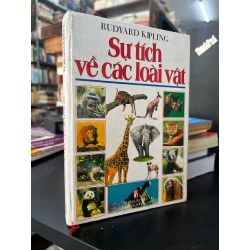 RUDYARD KIPLING
Sự tích
về các loài vật